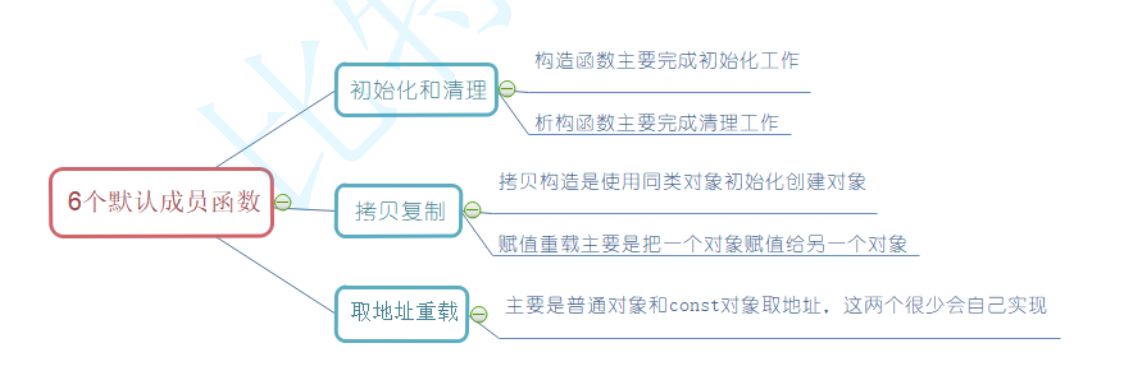 比特
构造函数主要完成初始化工作
初始化和清理
析构函数主要完成清理工作
6个默认成员函数
拷贝构造是使用同类对象初始化创建对象
拷贝复制
赋值重载主要是把一个对象赋值给另一个对象
取地址重载
主要是普通对象和const对象取地址，这两个很少会自己实现